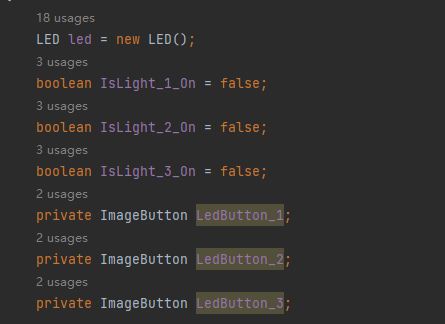 18 usages
LED led = new LED();
3 usages
boolean IsLight_1_On = false;
3 usages
boolean IsLight_2_On = false;
3 usages
boolean IsLight_3_On = false;
2 usages
private ImageButton LedButton_1;
2 usages
private ImageButton LedButton_2;
2 usages
private ImageButton LedButton_3;